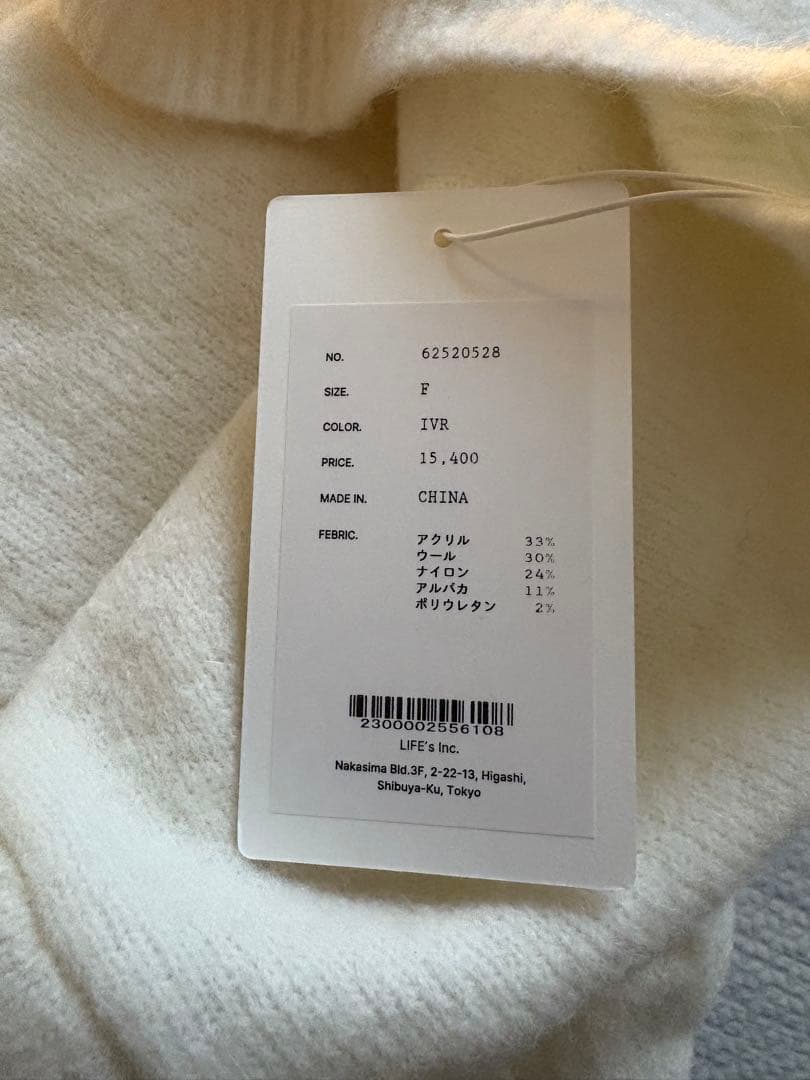 NO. 62520528
SIZE. F
COLOR. IVR
PRICE. 15,400
MADE IN. CHINA
FEBRIC. アクリル 33%
ウール 30%
ナイロン 24%
アルパカ 11%
ポリウレタン 2%
2300002556108
LIFE's Inc.
Nakasima Bld.3F, 2-22-13, Higashi,
Shibuya-Ku, Tokyo